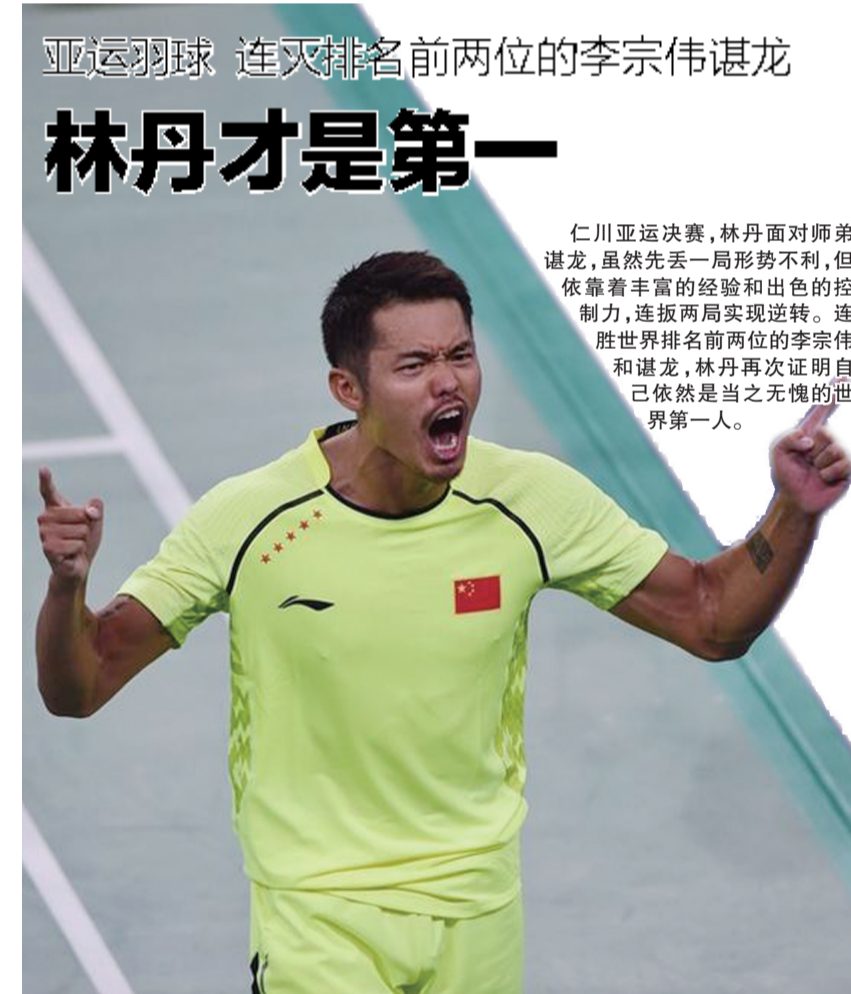 亚运羽球 连灭排名前两位的李宗伟谌龙
林丹才是第一
仁川亚运决赛,林丹面对师弟
谌龙,虽然先丢一局形势不利,但
依靠着丰富的经验和出色的控
制力,连扳两局实现逆转。连
胜世界排名前两位的李宗伟
和谌龙,林丹再次证明自
己依然是当之无愧的世
界第一人。